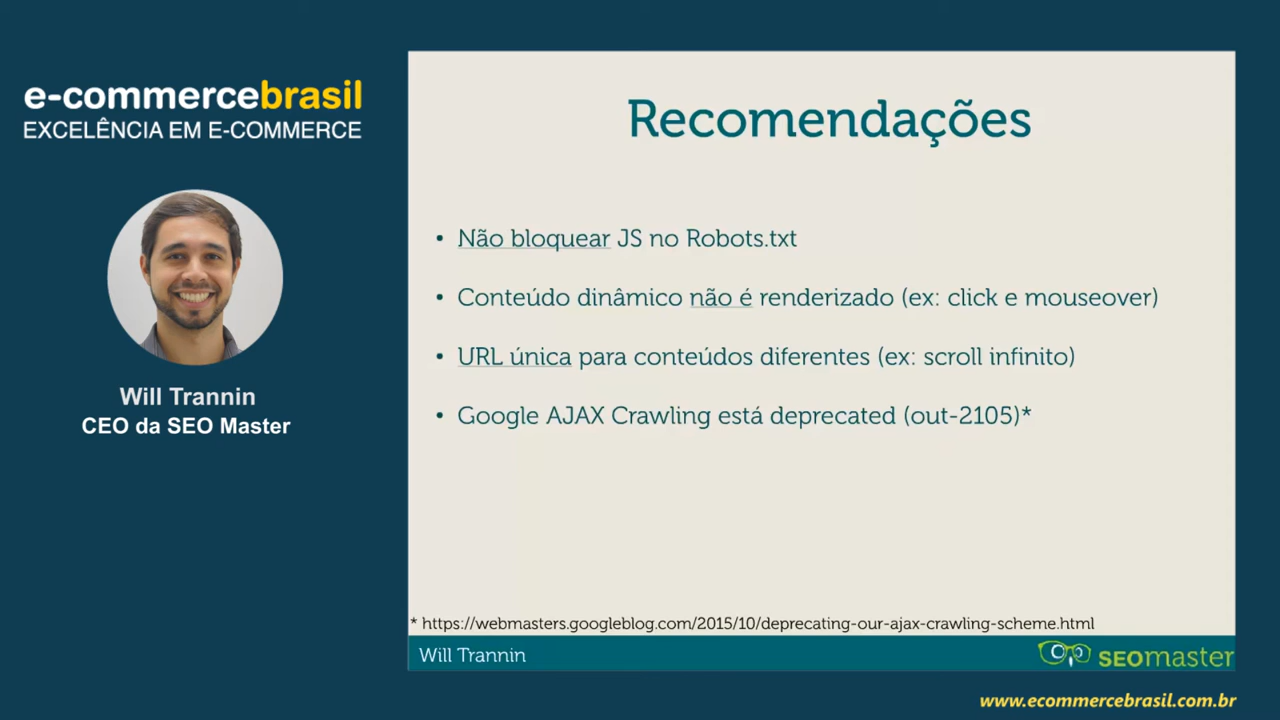 e-commercebrasil
EXCELÊNCIA EM E-COMMERCE
Will Trannin
CEO da SEO Master
Recomendações
• Não bloquear JS no Robots.txt
• Conteúdo dinâmico não é renderizado (ex: click e mouseover)
• URL única para conteúdos diferentes (ex: scroll infinito)
• Google AJAX Crawling está deprecated (out-2105)*
* https://webmasters.googleblog.com/2015/10/deprecating-our-ajax-crawling-scheme.html
Will Trannin
SEOmaster
www.ecommercebrasil.com.br